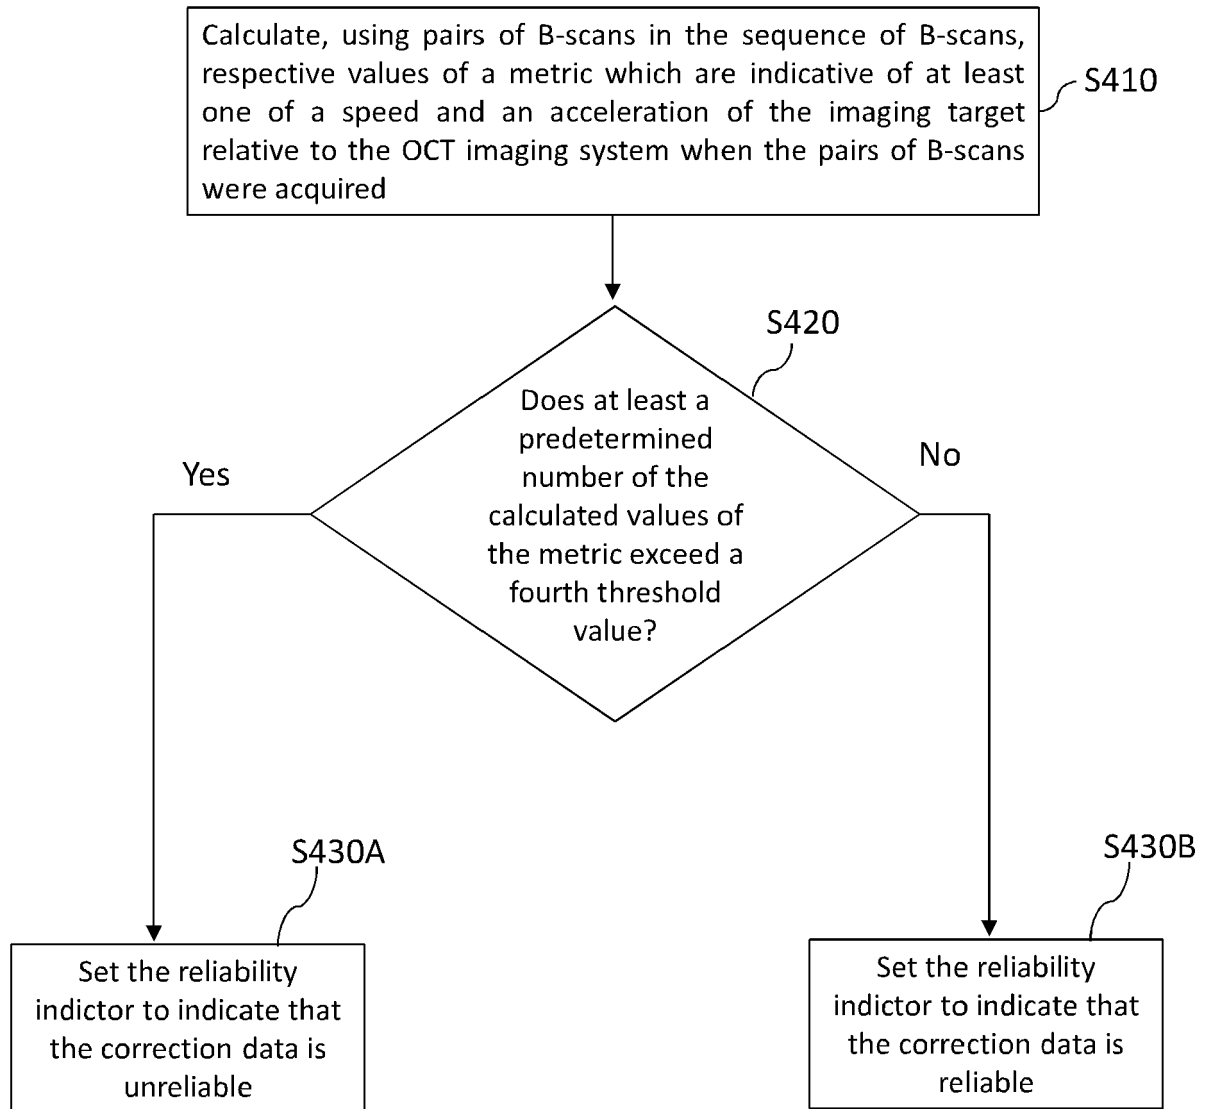 Calculate, using pairs of B-scans in the sequence of B-scans,
respective values of a metric which are indicative of at least
one of a speed and an acceleration of the imaging target
relative to the OCT imaging system when the pairs of B-scans
were acquired
S410
S420
Does at least a
predetermined
number of the
calculated values of
the metric exceed a
fourth threshold
value?
Yes
No
S430A
Set the reliability
indictor to indicate that
the correction data is
unreliable
S430B
Set the reliability
indictor to indicate that
the correction data is
reliable